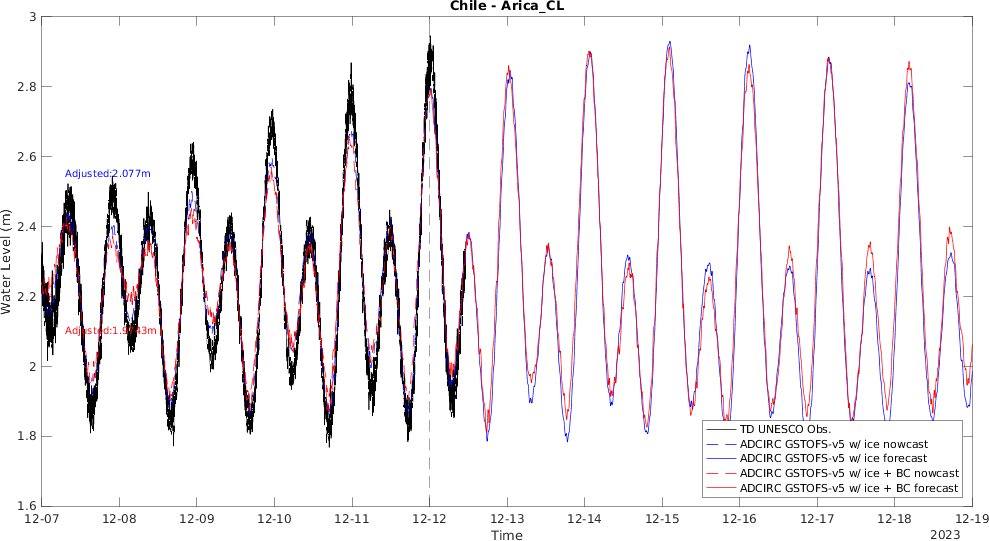 Chile - Arica_CL
3
2.8
2.6
2.4
2.2
2
1.8
1.6
Water Level (m)
Adjusted:2.077m
12-07
12-08
12-09
12-10
12-11
12-12
12-13
12-14
12-15
12-16
12-17
12-18
12-19
Time
2023
TD UNESCO Obs.
ADCIRC GSTOFS-v5 w/ ice nowcast
ADCIRC GSTOFS-v5 w/ ice forecast
ADCIRC GSTOFS-v5 w/ ice + BC nowcast
ADCIRC GSTOFS-v5 w/ ice + BC forecast